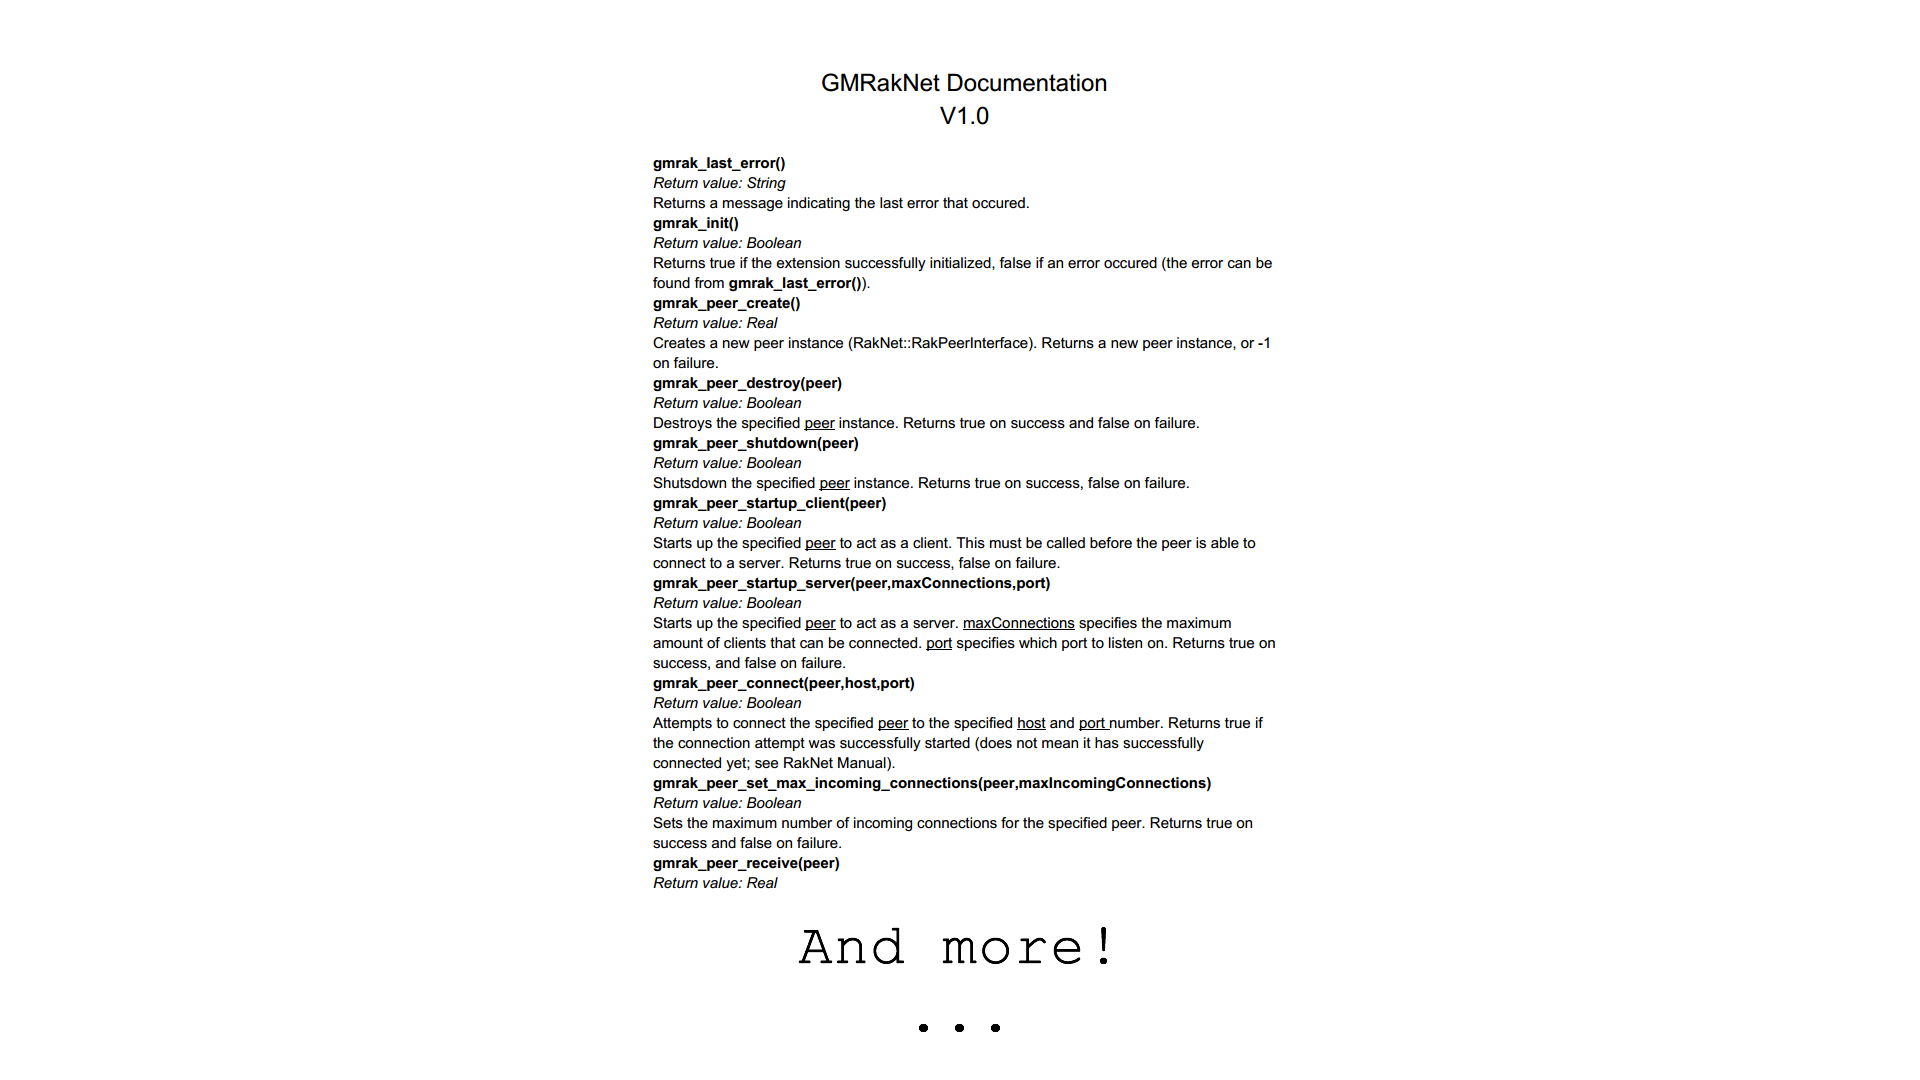 GMRakNet Documentation
V1.0
gmrak_last_error()
Return value: String
Returns a message indicating the last error that occured.
gmrak_init()
Return value: Boolean
Returns true if the extension successfully initialized, false if an error occured (the error can be
found from gmrak_last_error()).
gmrak_peer_create()
Return value: Real
Creates a new peer instance (RakNet::RakPeerInterface). Returns a new peer instance, or -1
on failure.
gmrak_peer_destroy(peer)
Return value: Boolean
Destroys the specified peer instance. Returns true on success and false on failure.
gmrak_peer_shutdown(peer)
Return value: Boolean
Shutsdown the specified peer instance. Returns true on success, false on failure.
gmrak_peer_startup_client(peer)
Return value: Boolean
Starts up the specified peer to act as a client. This must be called before the peer is able to
connect to a server. Returns true on success, false on failure.
gmrak_peer_startup_server(peer,maxConnections,port)
Return value: Boolean
Starts up the specified peer to act as a server. maxConnections specifies the maximum
amount of clients that can be connected. port specifies which port to listen on. Returns true on
success, and false on failure.
gmrak_peer_connect(peer,host,port)
Return value: Boolean
Attempts to connect the specified peer to the specified host and port number. Returns true if
the connection attempt was successfully started (does not mean it has successfully
connected yet; see RakNet Manual).
gmrak_peer_set_max_incoming_connections(peer,maxIncomingConnections)
Return value: Boolean
Sets the maximum number of incoming connections for the specified peer. Returns true on
success and false on failure.
gmrak_peer_receive(peer)
Return value: Real
And more!
...